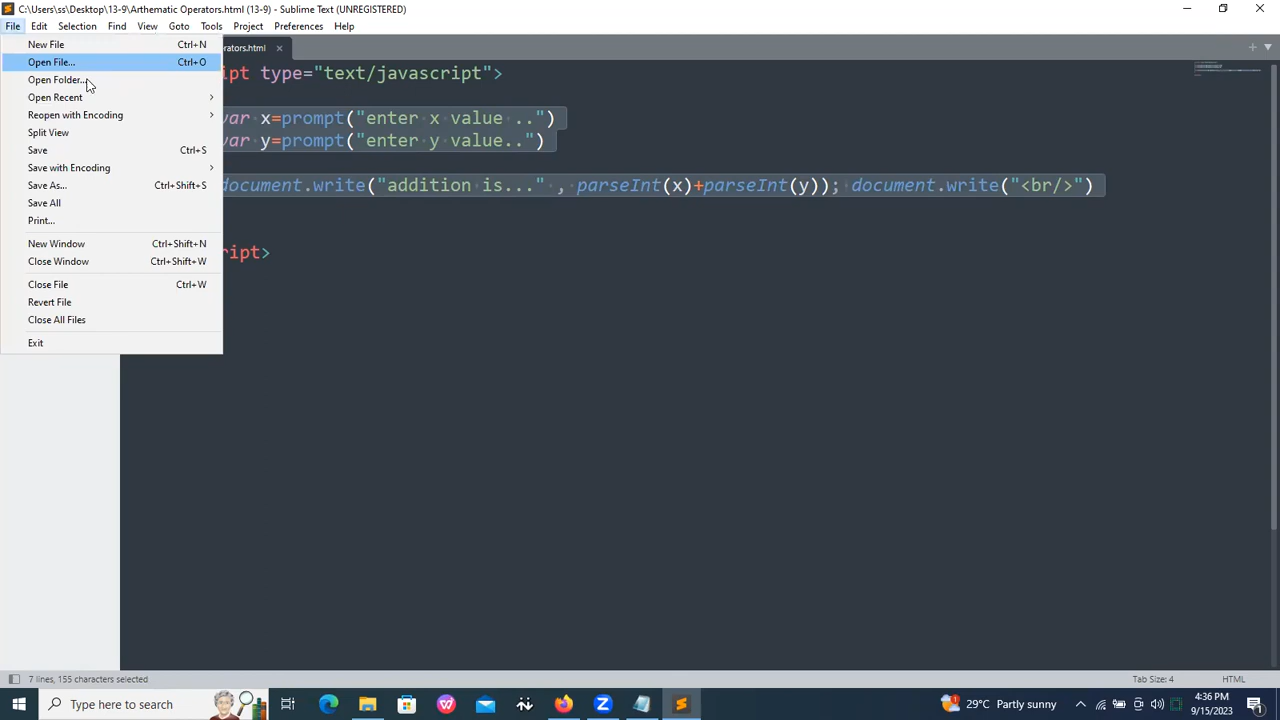 C:\Users\ss\Desktop\13-9\Arthematic Operators.html (13-9) - Sublime Text (UNREGISTERED)
File Edit Selection Find View Goto Tools Project Preferences Help
New File Ctrl+N
Open File... Ctrl+O
Open Folder...
Open Recent
Reopen with Encoding
Split View
Save Ctrl+S
Save with Encoding
Save As... Ctrl+Shift+S
Save All
Print...
New Window Ctrl+Shift+N
Close Window Ctrl+Shift+W
Close File Ctrl+W
Revert File
Close All Files
Exit
rators.html
ipt type="text/javascript">
var x=prompt("enter x value ..")
var y=prompt("enter y value..")
document.write("addition is..." , parseInt(x)+parseInt(y)); document.write("<br/>")
ript>
7 lines, 155 characters selected
Tab Size: 4
HTML
Type here to search
29°C Partly sunny
4:36 PM
9/15/2023